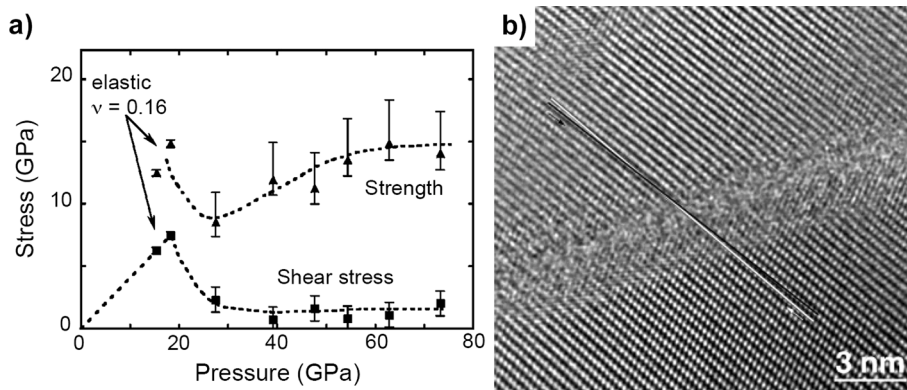 a)
20
10
0
Stress (GPa)
elastic
ν = 0.16
Strength
Shear stress
0 20 40 60 80
Pressure (GPa)
b)
3 nm